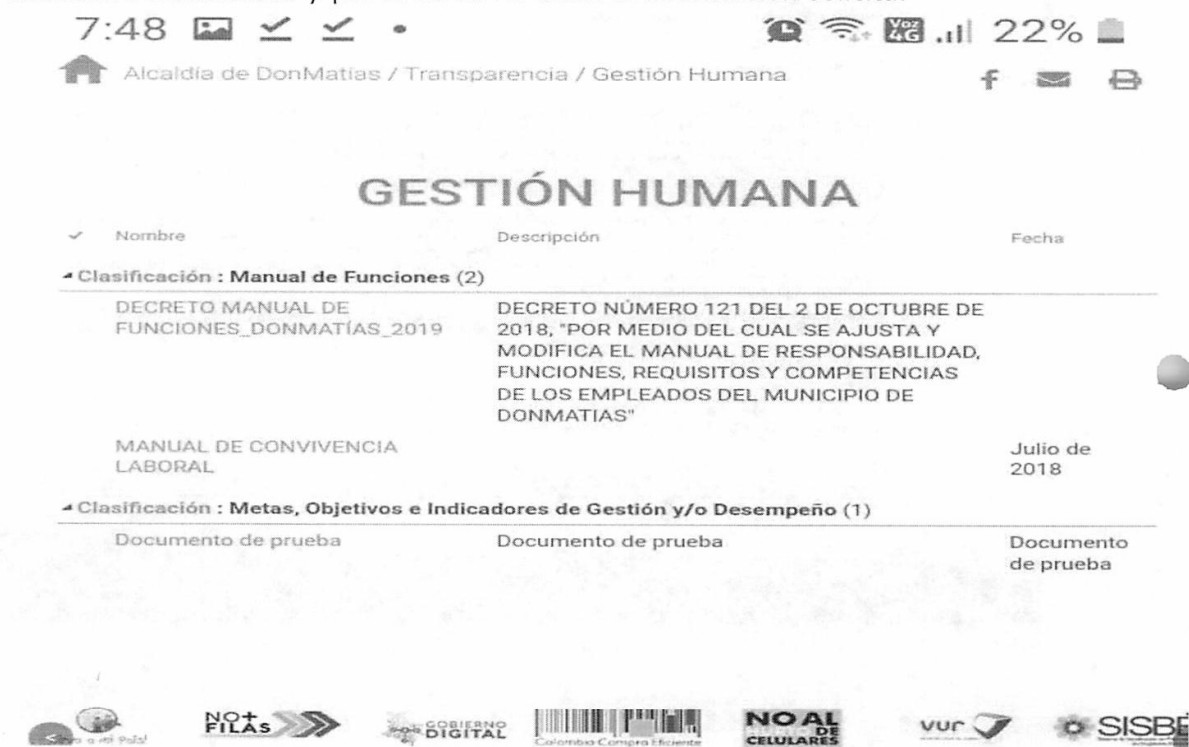 7:48 Voz 4G 22%
Alcaldía de DonMatías / Transparencia / Gestión Humana
GESTIÓN HUMANA
Nombre Descripción Fecha
Clasificación : Manual de Funciones (2)
DECRETO MANUAL DE FUNCIONES_DONMATÍAS_2019
DECRETO NÚMERO 121 DEL 2 DE OCTUBRE DE
2018, "POR MEDIO DEL CUAL SE AJUSTA Y
MODIFICA EL MANUAL DE RESPONSABILIDAD,
FUNCIONES, REQUISITOS Y COMPETENCIAS
DE LOS EMPLEADOS DEL MUNICIPIO DE
DONMATIAS"
MANUAL DE CONVIVENCIA
LABORAL
Julio de
2018
Clasificación : Metas, Objetivos e Indicadores de Gestión y/o Desempeño (1)
Documento de prueba Documento de prueba Documento
de prueba
NO+
FILAS
GOBIERNO
DIGITAL
Colombia Compra Eficiente
NO AL
HURTO DE
CELULARES
vur
SISBE